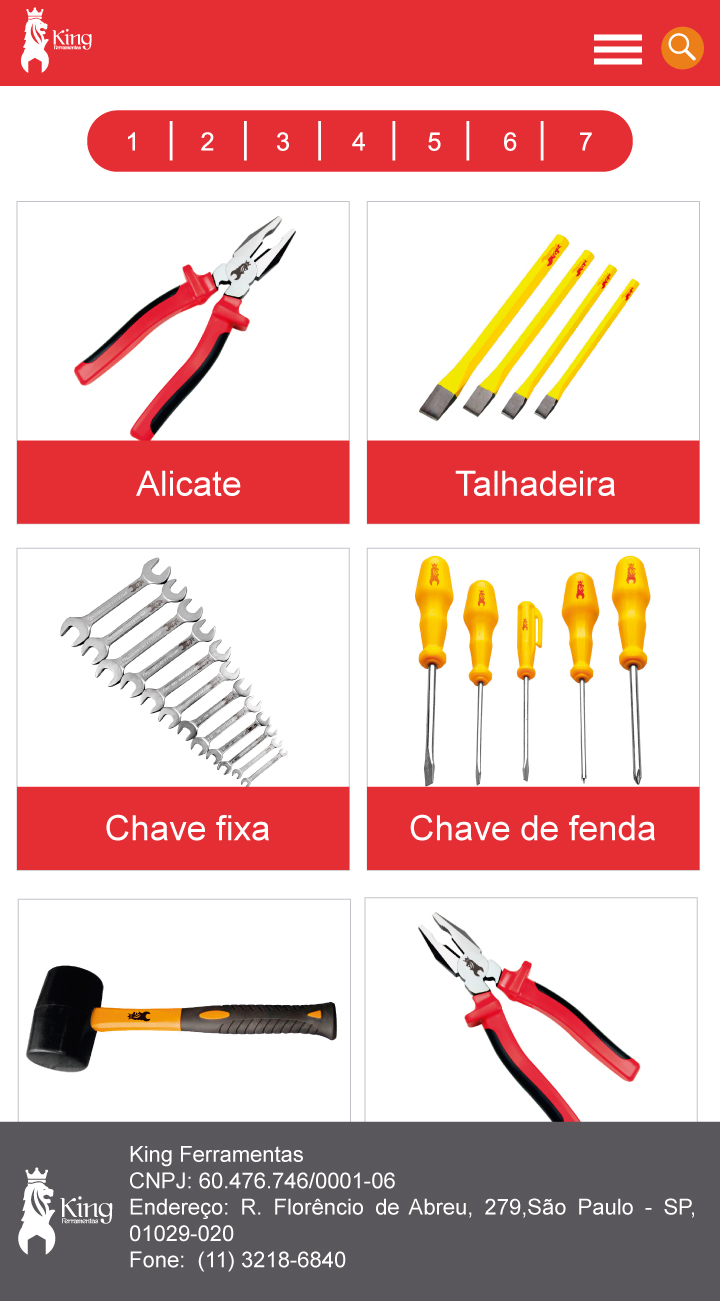 King
Ferramentas
1 | 2 | 3 | 4 | 5 | 6 | 7
Alicate
Talhadeira
Chave fixa
Chave de fenda
King
Ferramentas
King Ferramentas
CNPJ: 60.476.746/0001-06
Endereço: R. Florêncio de Abreu, 279,São Paulo - SP,
01029-020
Fone: (11) 3218-6840